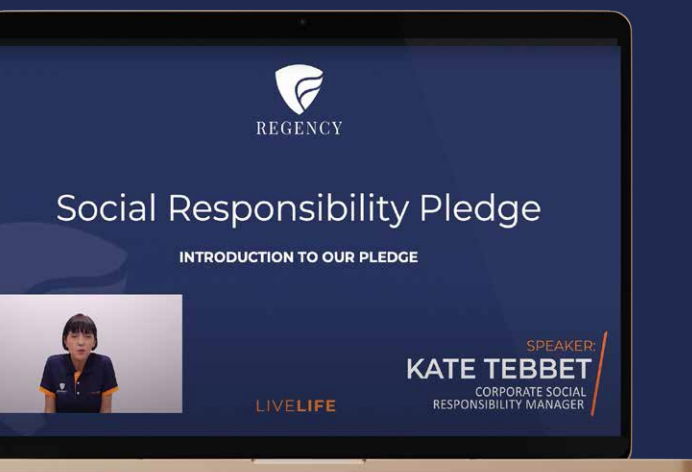 REGENCY
Social Responsibility Pledge
INTRODUCTION TO OUR PLEDGE
SPEAKER:
KATE TEBBET
CORPORATE SOCIAL
RESPONSIBILITY MANAGER
LIVELIFE